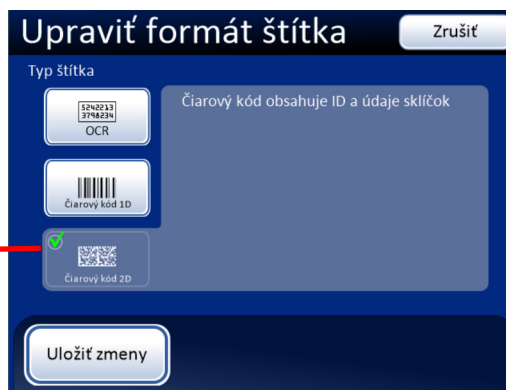 Upraviť formát štítka
Zrušiť
Typ štítka
5242213
3798234
OCR
Čiarový kód obsahuje ID a údaje sklíčok
Čiarový kód 1D
Čiarový kód 2D
Uložiť zmeny